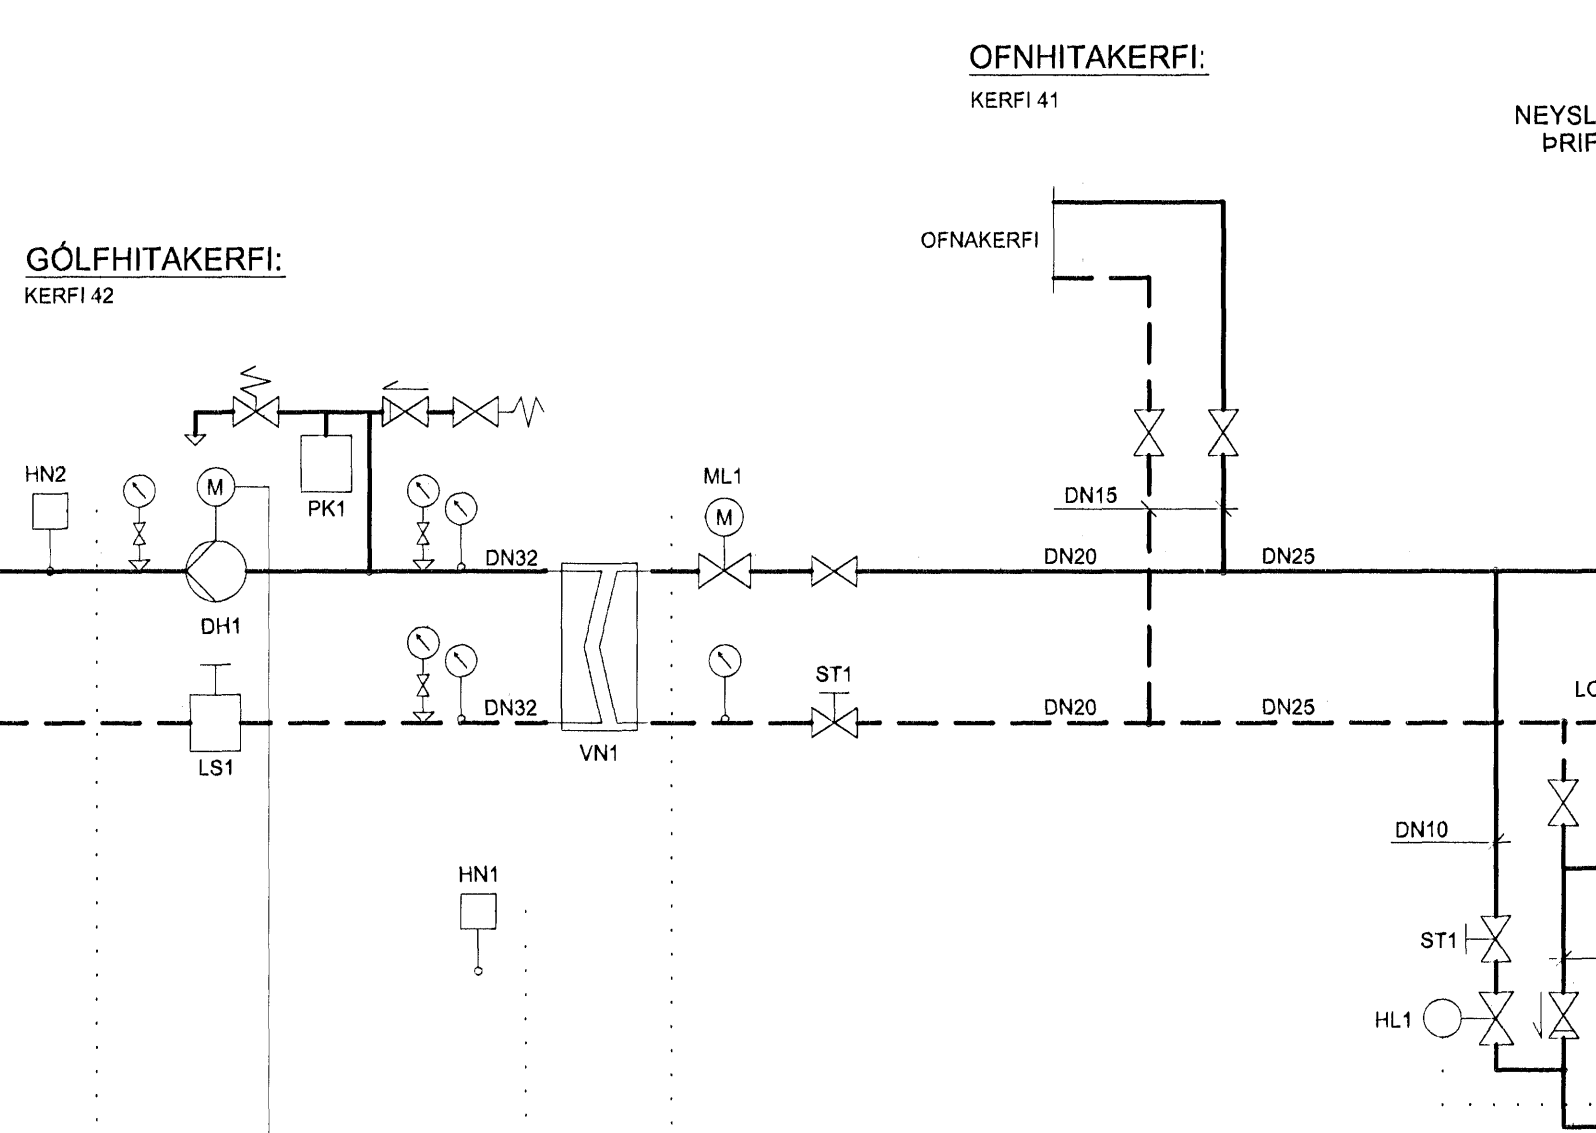 OFNHITAKERFI:
KERFI 41
NEYSL
ÞRIF
OFNAKERFI
GÓLFHITAKERFI:
KERFI 42
HN2
M
PK1
ML1
M
DN15
DN32
DN20
DN25
DH1
ST1
DN32
DN20
DN25
LS1
VN1
DN10
HN1
ST1
HL1